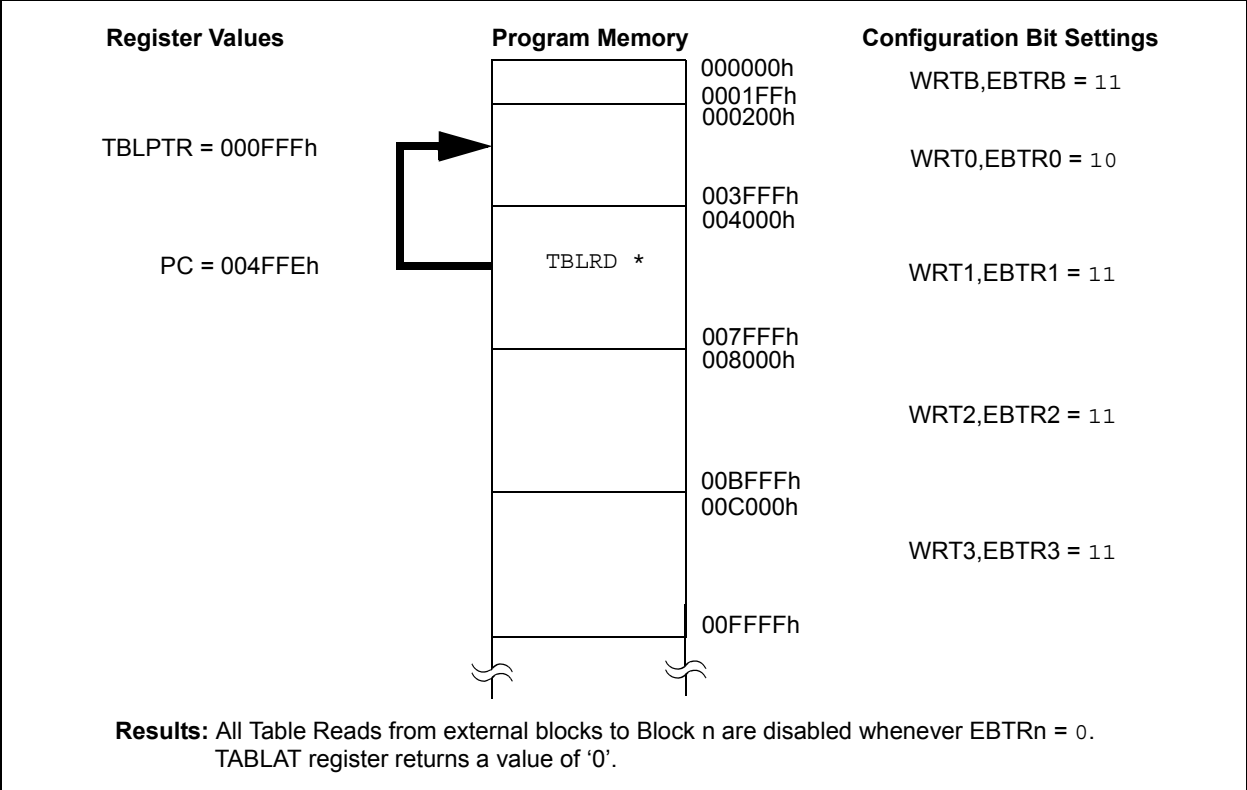 Register Values Program Memory Configuration Bit Settings
000000h
WRTB,EBTRB = 11
0001FFh
000200h
TBLPTR = 000FFFh
WRT0,EBTR0 = 10
003FFFh
004000h
PC = 004FFEh TBLRD * WRT1,EBTR1 = 11
007FFFh
008000h
WRT2,EBTR2 = 11
00BFFFh
00C000h
WRT3,EBTR3 = 11
00FFFFh
Results: All Table Reads from external blocks to Block n are disabled whenever EBTRn = 0.
TABLAT register returns a value of ‘0’.